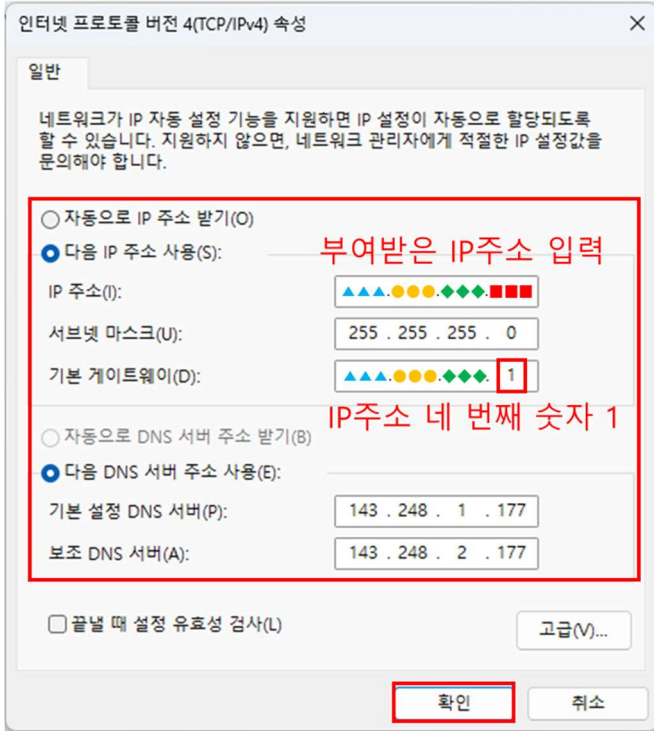 인터넷 프로토콜 버전 4(TCP/IPv4) 속성
일반
네트워크가 IP 자동 설정 기능을 지원하면 IP 설정이 자동으로 할당되도록
할 수 있습니다. 지원하지 않으면, 네트워크 관리자에게 적절한 IP 설정값을
문의해야 합니다.
자동으로 IP 주소 받기(O)
다음 IP 주소 사용(S):
부여받은 IP주소 입력
IP 주소(I): ▲▲▲.●●●.◆◆◆.■■■
서브넷 마스크(U): 255 . 255 . 255 . 0
기본 게이트웨이(D): ▲▲▲.●●●.◆◆◆. 1
IP주소 네 번째 숫자 1
자동으로 DNS 서버 주소 받기(B)
다음 DNS 서버 주소 사용(E):
기본 설정 DNS 서버(P): 143 . 248 . 1 . 177
보조 DNS 서버(A): 143 . 248 . 2 . 177
끝낼 때 설정 유효성 검사(L)
고급(V)...
확인 취소